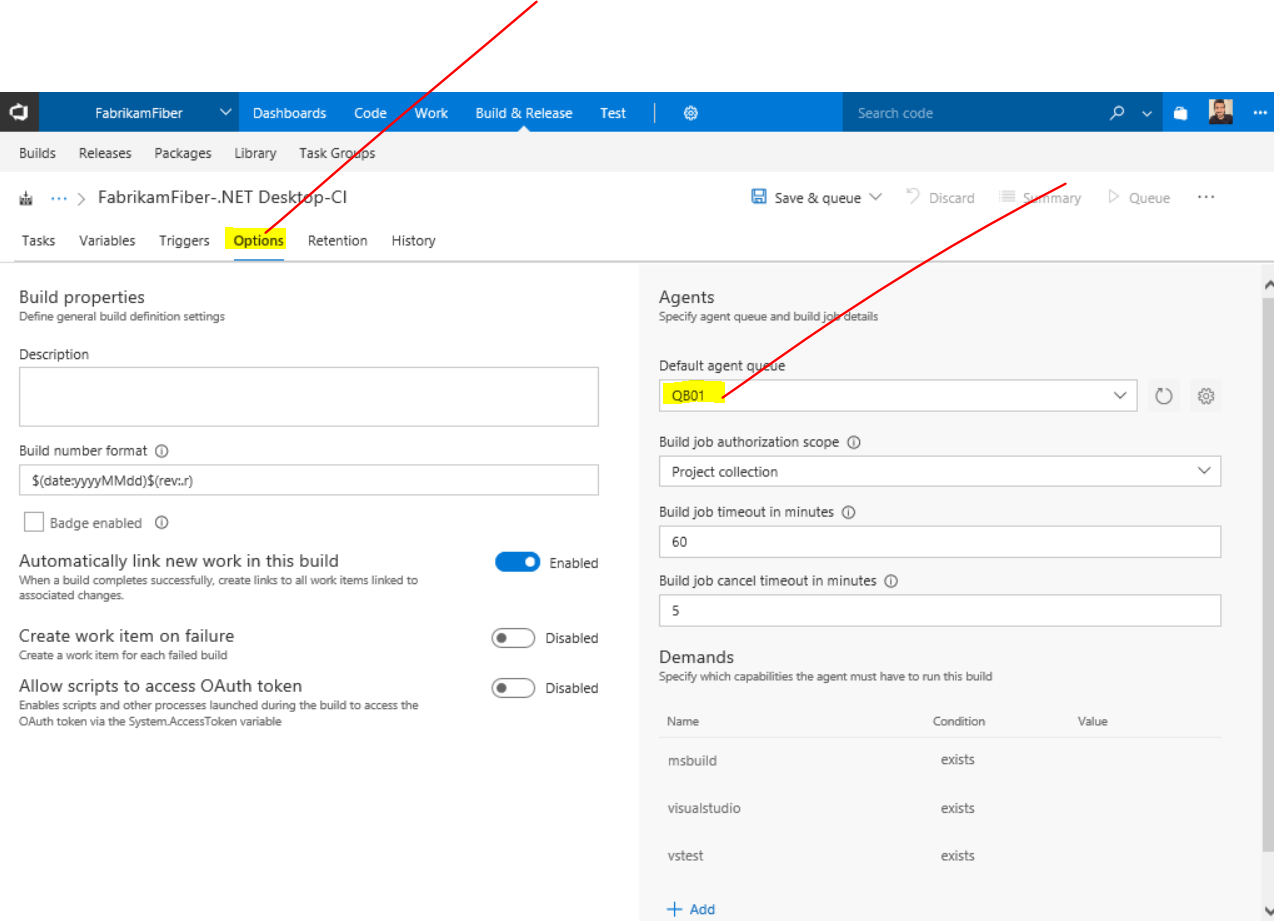 FabrikamFiber Dashboards Code Work Build & Release Test Search code
Builds Releases Packages Library Task Groups
FabrikamFiber-.NET Desktop-CI Save & queue Discard Summary Queue
Tasks Variables Triggers Options Retention History
Build properties
Define general build definition settings
Description
Build number format
$(date:yyyyMMdd)$(rev:.r)
Badge enabled
Automatically link new work in this build Enabled
When a build completes successfully, create links to all work items linked to
associated changes.
Create work item on failure Disabled
Create a work item for each failed build
Allow scripts to access OAuth token Disabled
Enables scripts and other processes launched during the build to access the
OAuth token via the System.AccessToken variable
Agents
Specify agent queue and build job details
Default agent queue
QB01
Build job authorization scope
Project collection
Build job timeout in minutes
60
Build job cancel timeout in minutes
5
Demands
Specify which capabilities the agent must have to run this build
Name Condition Value
msbuild exists
visualstudio exists
vstest exists
+ Add